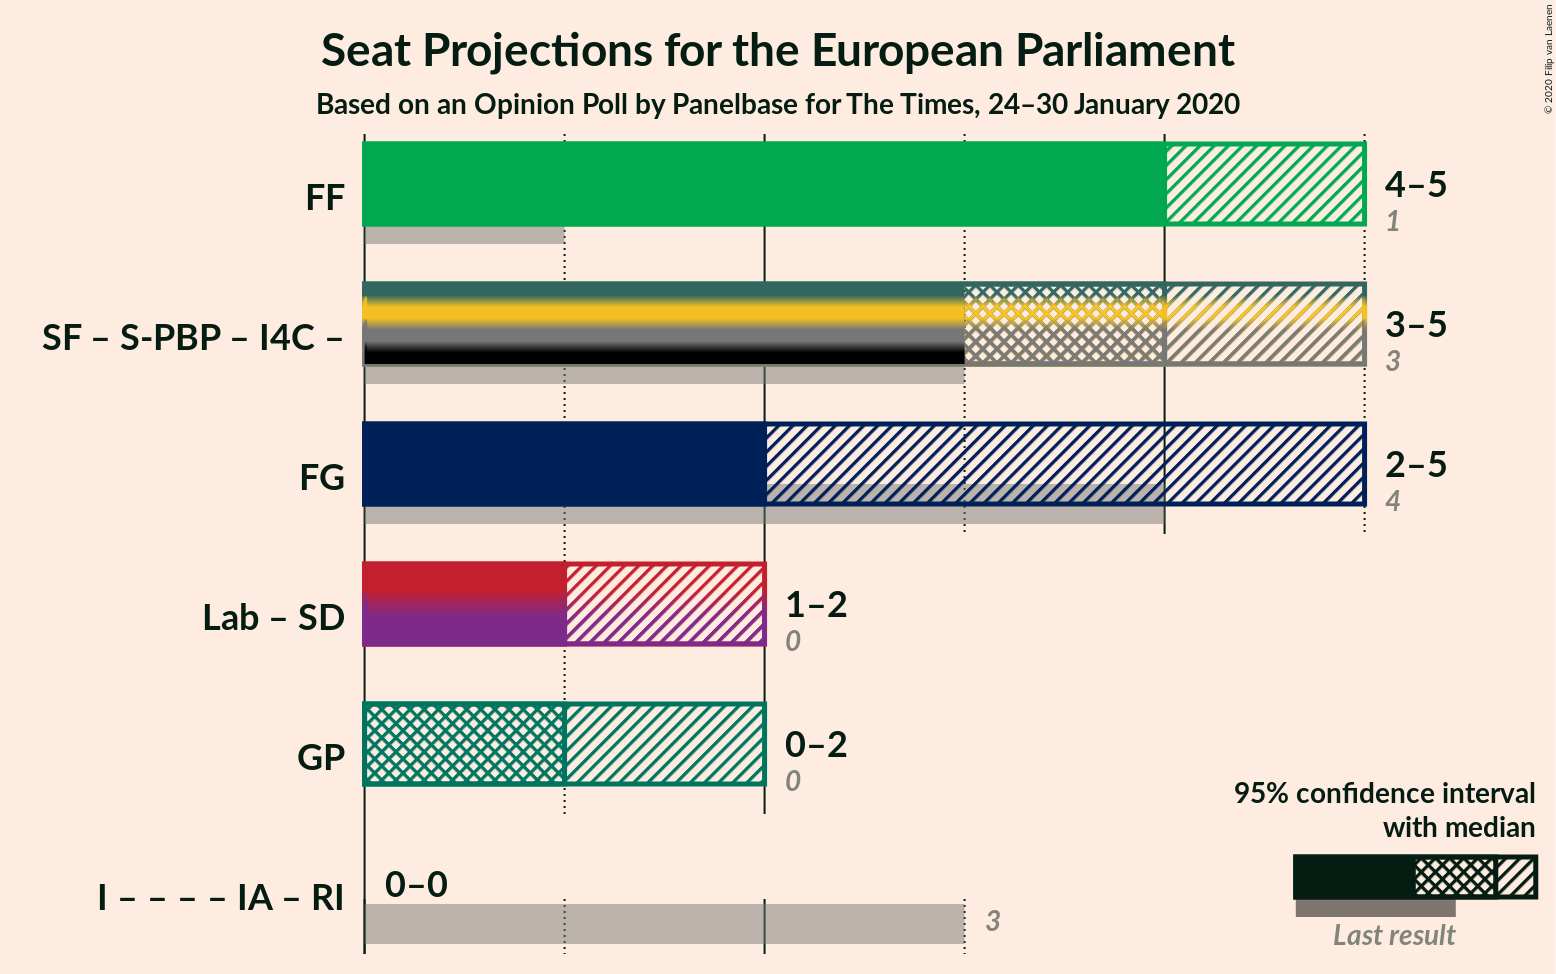 Seat Projections for the European Parliament
Based on an Opinion Poll by Panelbase for The Times, 24–30 January 2020
© 2020 Filip van Laenen
FF
4–5
1
SF – S-PBP – I4C –
3–5
3
FG
2–5
4
Lab – SD
1–2
0
GP
0–2
0
I – – – – IA – RI
0–0
3
95% confidence interval
with median
Last result